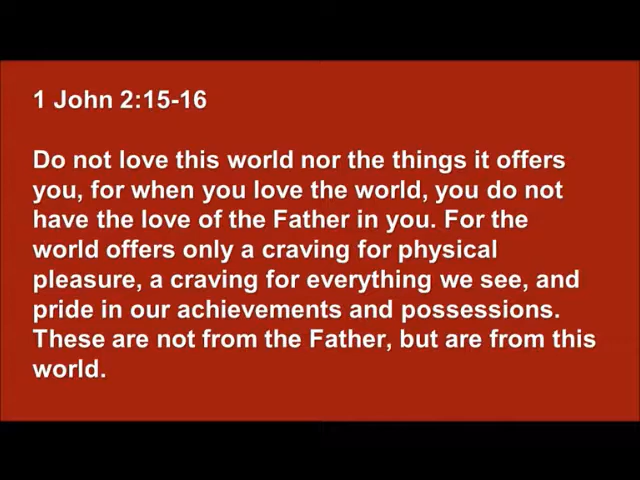 1 John 2:15-16
Do not love this world nor the things it offers
you, for when you love the world, you do not
have the love of the Father in you. For the
world offers only a craving for physical
pleasure, a craving for everything we see, and
pride in our achievements and possessions.
These are not from the Father, but are from this
world.